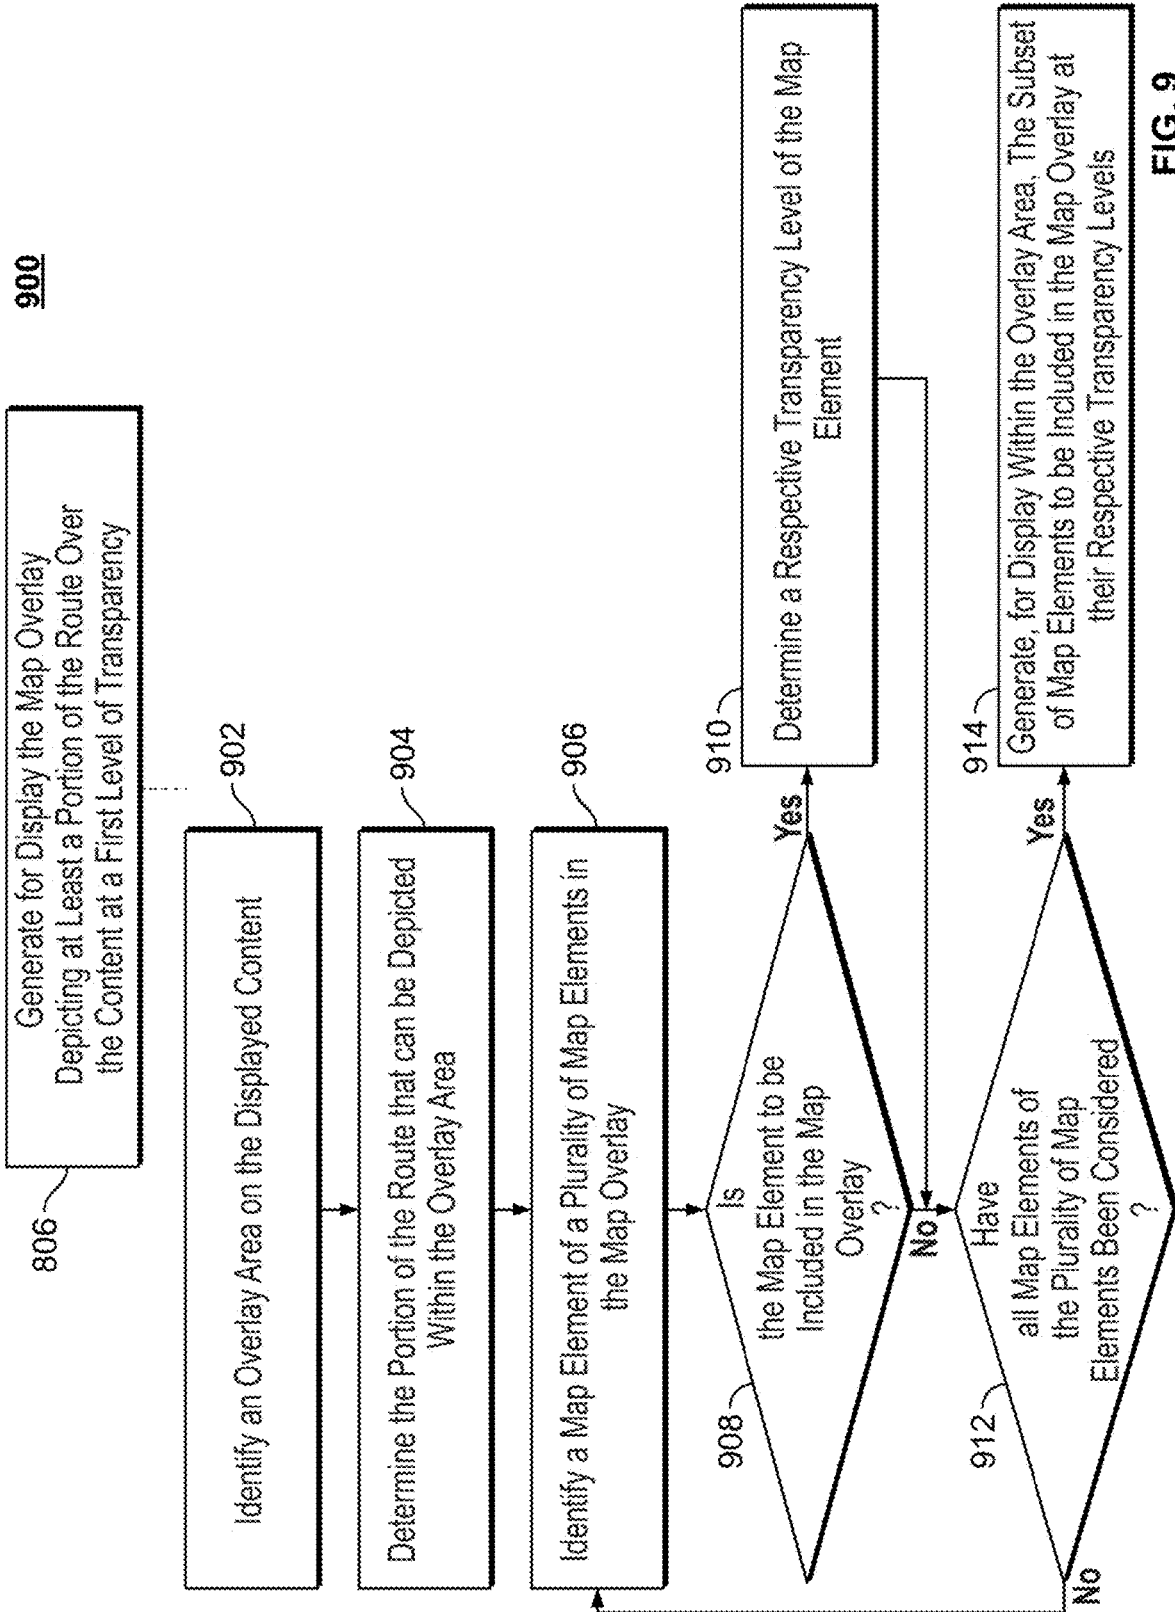 900
Generate for Display the Map Overlay
Depicting at Least a Portion of the Route Over
the Content at a First Level of Transparency
806
902
Identify an Overlay Area on the Displayed Content
904
Determine the Portion of the Route that can be Depicted
Within the Overlay Area
906
Identify a Map Element of a Plurality of Map Elements in
the Map Overlay
908
Is
the Map Element to be
Included in the Map
Overlay
?
Yes
No
910
Determine a Respective Transparency Level of the Map
Element
912
Have
all Map Elements of
the Plurality of Map
Elements Been Considered
?
No
Yes
914
Generate, for Display Within the Overlay Area, The Subset
of Map Elements to be Included in the Map Overlay at
their Respective Transparency Levels
FIG. 9